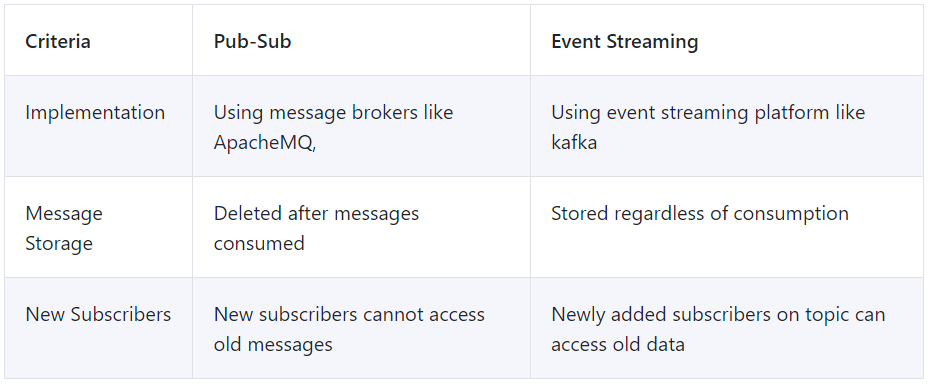 Criteria
Pub-Sub
Event Streaming
Implementation
Using message brokers like
ApacheMQ,
Using event streaming platform like
kafka
Message
Storage
Deleted after messages
consumed
Stored regardless of consumption
New Subscribers
New subscribers cannot access
old messages
Newly added subscribers on topic can
access old data